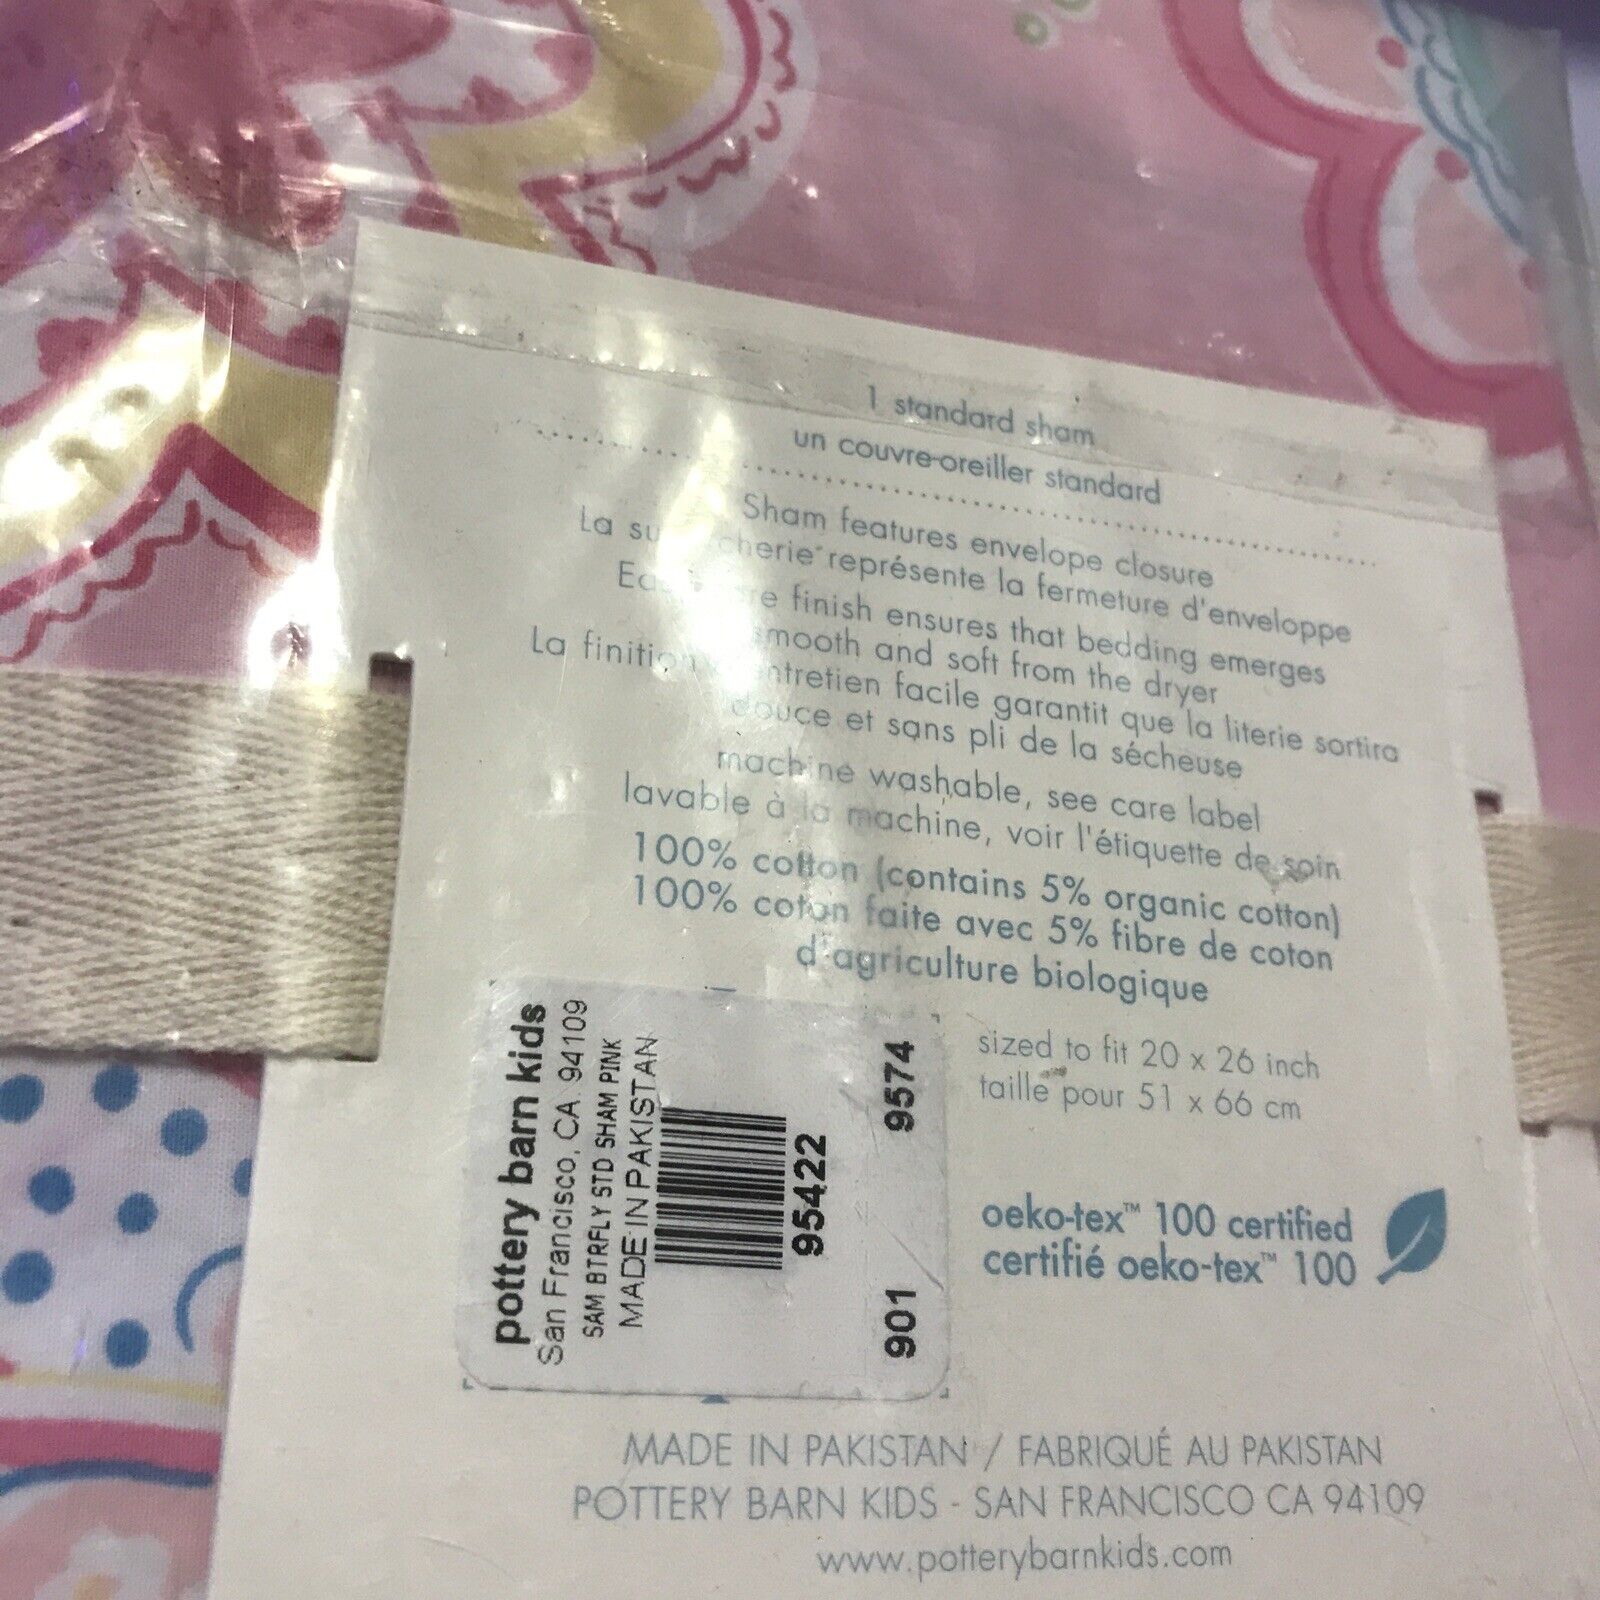 1 standard sham
un couvre-oreiller standard
Sham features envelope closure
La représente la fermeture d'enveloppe
finish ensures that bedding emerges
smooth and soft from the dryer
La entretien facile garantit que la literie sortira
douce et sans pli de la sécheuse
machine washable, see care label
lavable à la machine, voir l'étiquette de soin
100% cotton (contains 5% organic cotton)
100% coton faite avec 5% fibre de coton
d'agriculture biologique
sized to fit 20 x 26 inch
taille pour 51 x 66 cm
oeko-tex™ 100 certified
certifié oeko-tex™ 100
pottery barn kids
San Francisco, CA. 94109
SAM BTRFLY STD SHAM PINK
MADE IN PAKISTAN
95422
901 9574
MADE IN PAKISTAN / FABRIQUÉ AU PAKISTAN
POTTERY BARN KIDS - SAN FRANCISCO CA 94109
www.potterybarnkids.com